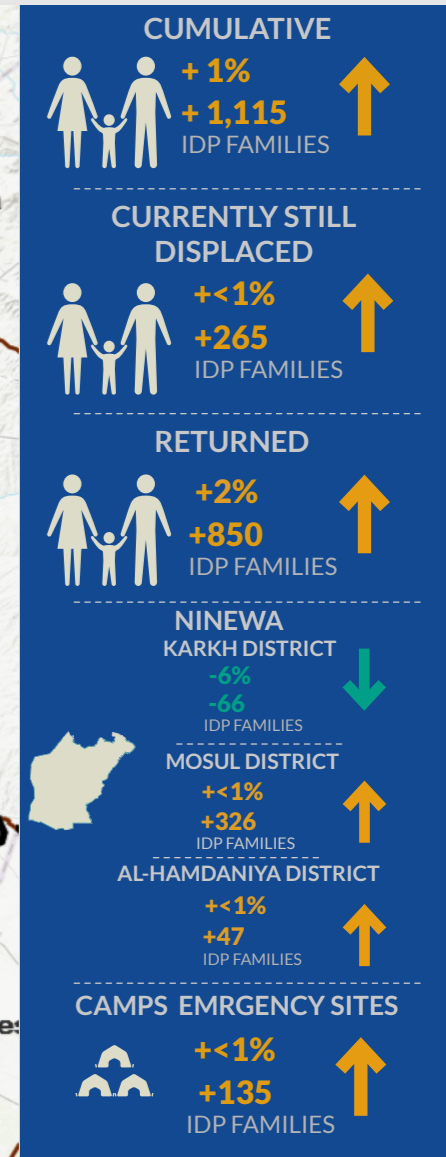 CUMULATIVE
+ 1%
+ 1,115
IDP FAMILIES
CURRENTLY STILL
DISPLACED
+<1%
+265
IDP FAMILIES
RETURNED
+2%
+850
IDP FAMILIES
NINEWA
KARKH DISTRICT
-6%
-66
IDP FAMILIES
MOSUL DISTRICT
+<1%
+326
IDP FAMILIES
AL-HAMDANIYA DISTRICT
+<1%
+47
IDP FAMILIES
CAMPS EMRGENCY SITES
+<1%
+135
IDP FAMILIES